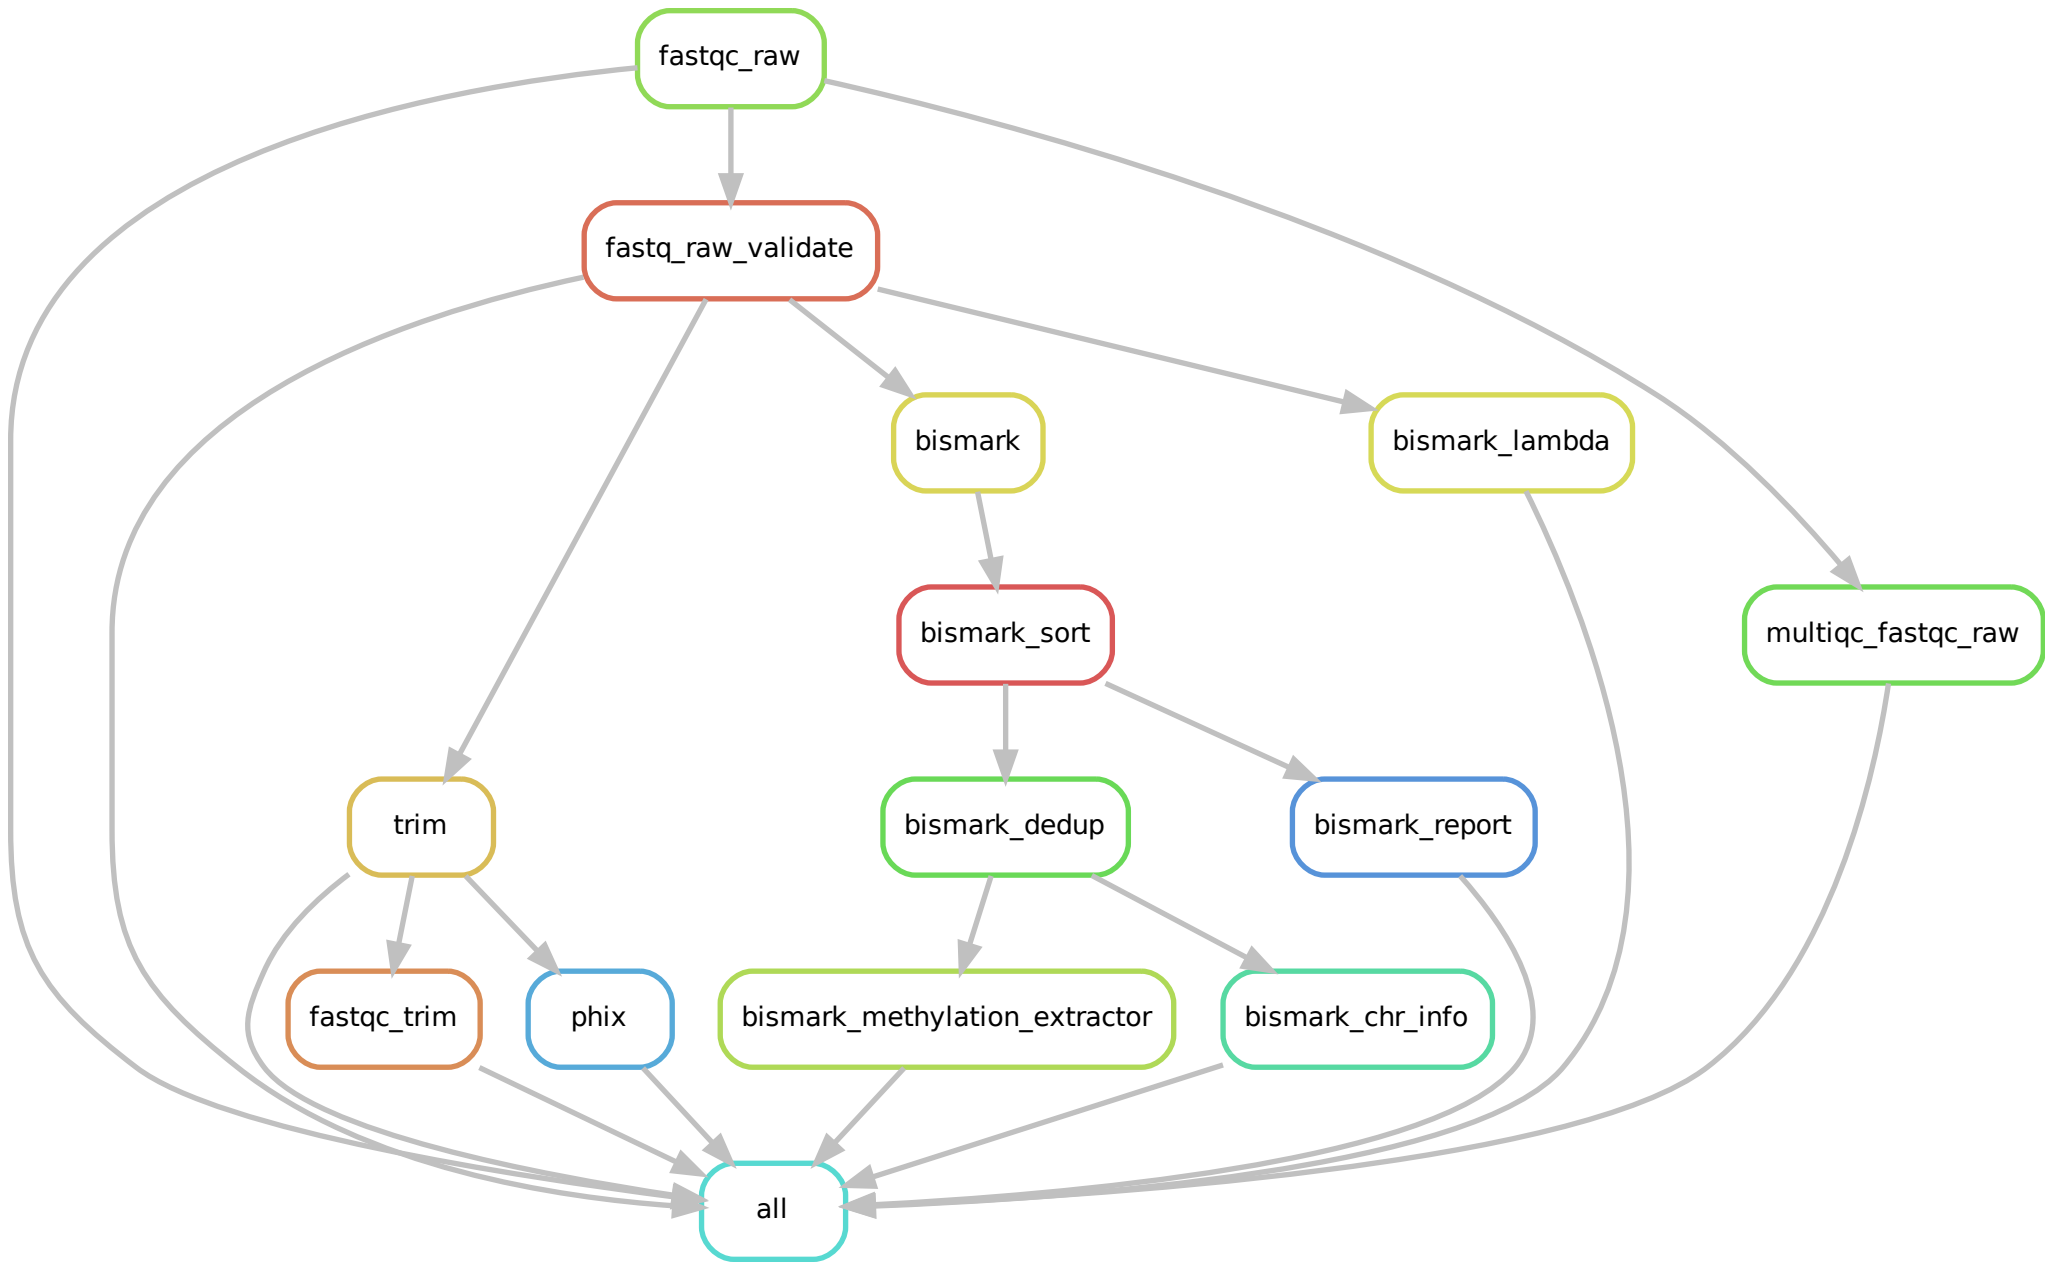 fastqc_raw
fastq_raw_validate
bismark
bismark_lambda
bismark_sort
multiqc_fastqc_raw
trim
bismark_dedup
bismark_report
fastqc_trim
phix
bismark_methylation_extractor
bismark_chr_info
all